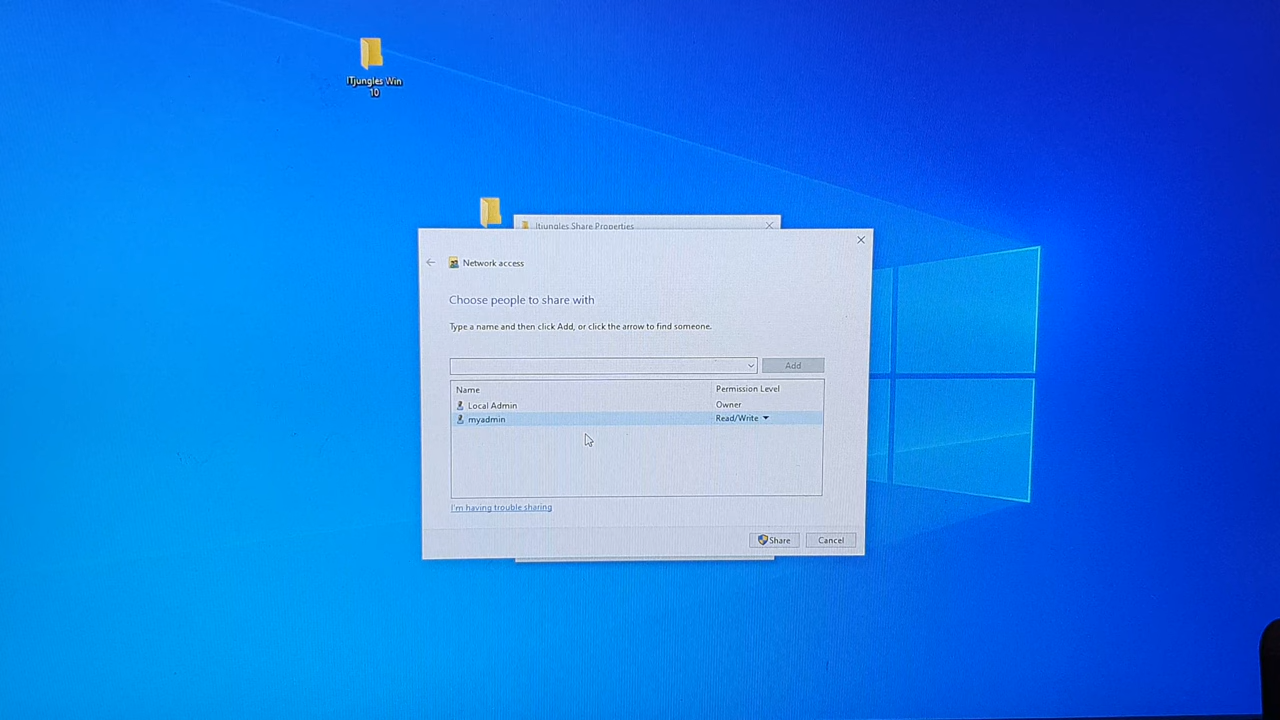 ITjungles Win
10
Itjungles Share Properties
Network access
Choose people to share with
Type a name and then click Add, or click the arrow to find someone.
Add
Name Permission Level
Local Admin Owner
myadmin Read/Write
I'm having trouble sharing
Share Cancel